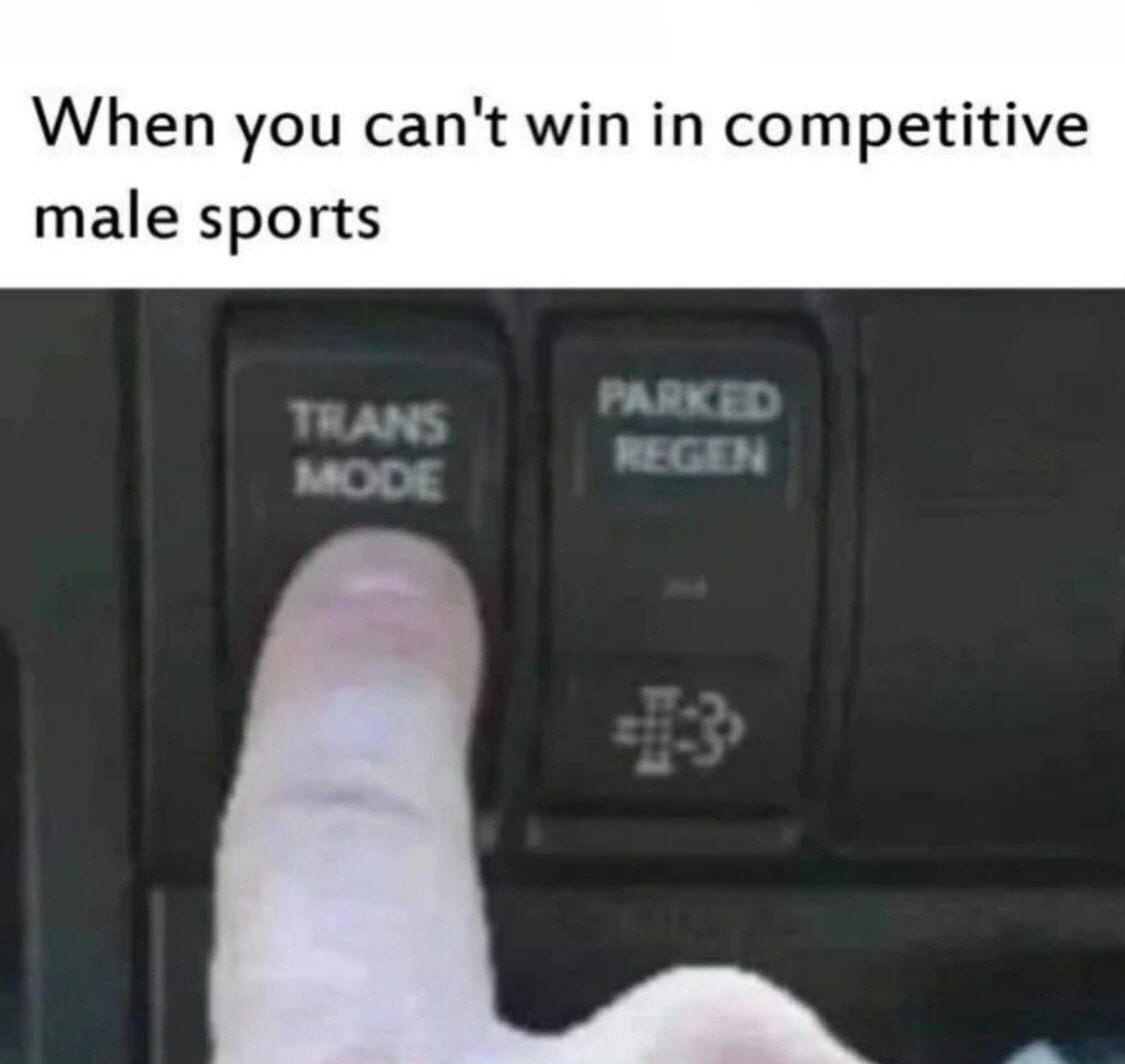 When you can't win in competitive
male sports
TRANS
MODE
PARKED
REGEN